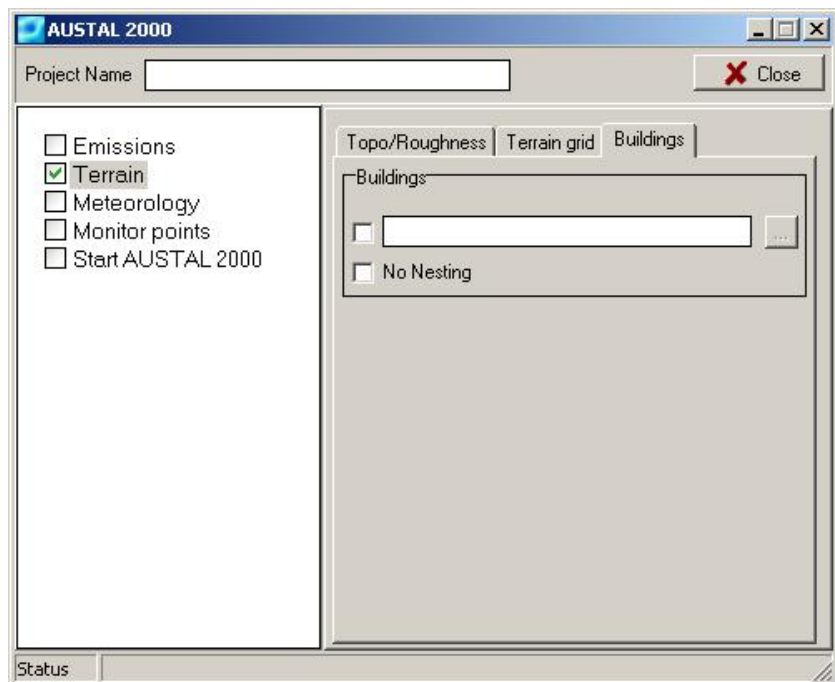 AUSTAL 2000
Project Name
Close
Emissions
Terrain
Meteorology
Monitor points
Start AUSTAL 2000
Topo/Roughness Terrain grid Buildings
Buildings
...
No Nesting
Status